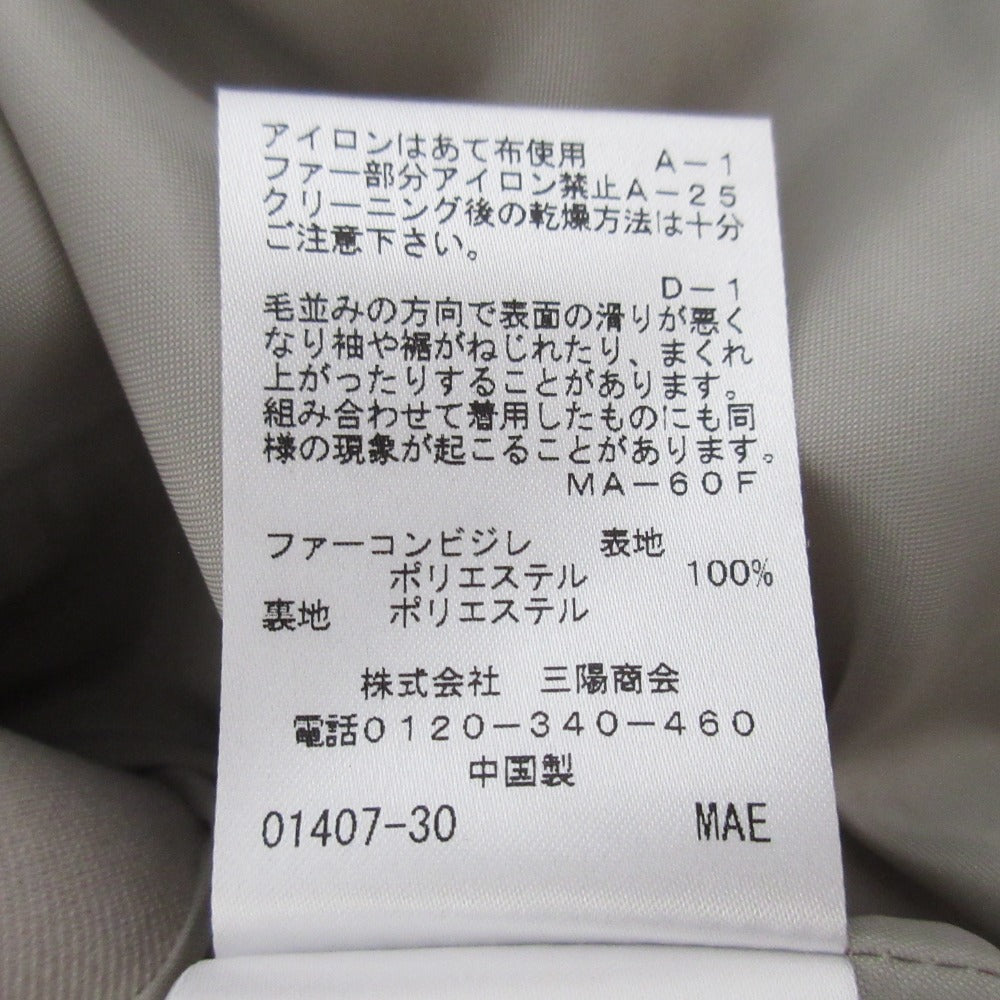 アイロンはあて布使用　Ａ－１
ファー部分アイロン禁止Ａ－２５
クリーニング後の乾燥方法は十分
ご注意下さい。
Ｄ－１
毛並みの方向で表面の滑りが悪く
なり袖や裾がねじれたり、まくれ
上がったりすることがあります。
組み合わせて着用したものにも同
様の現象が起こることがあります。
ＭＡ－６０Ｆ
ファーコンビジレ　表地
ポリエステル　100%
裏地　ポリエステル
株式会社　三陽商会
電話０１２０－３４０－４６０
中国製
01407-30　MAE